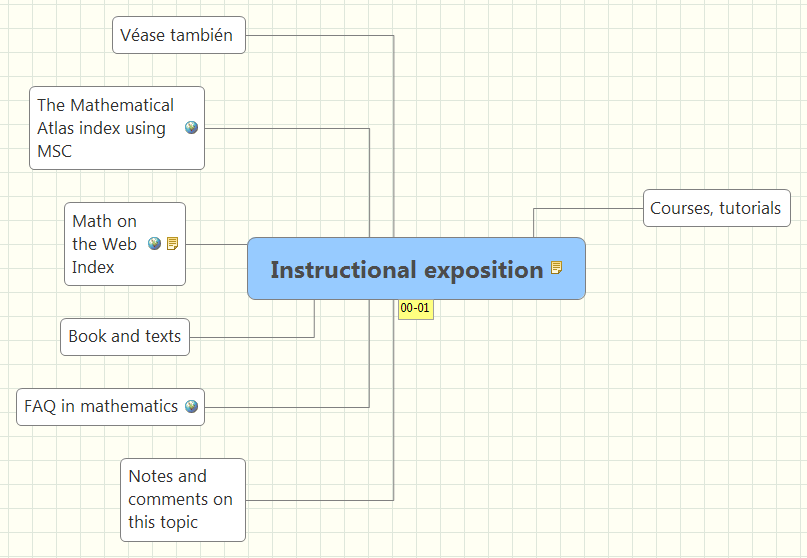 Véase también
The Mathematical
Atlas index using
MSC
Math on
the Web
Index
Courses, tutorials
Instructional exposition
00-01
Book and texts
FAQ in mathematics
Notes and
comments on
this topic